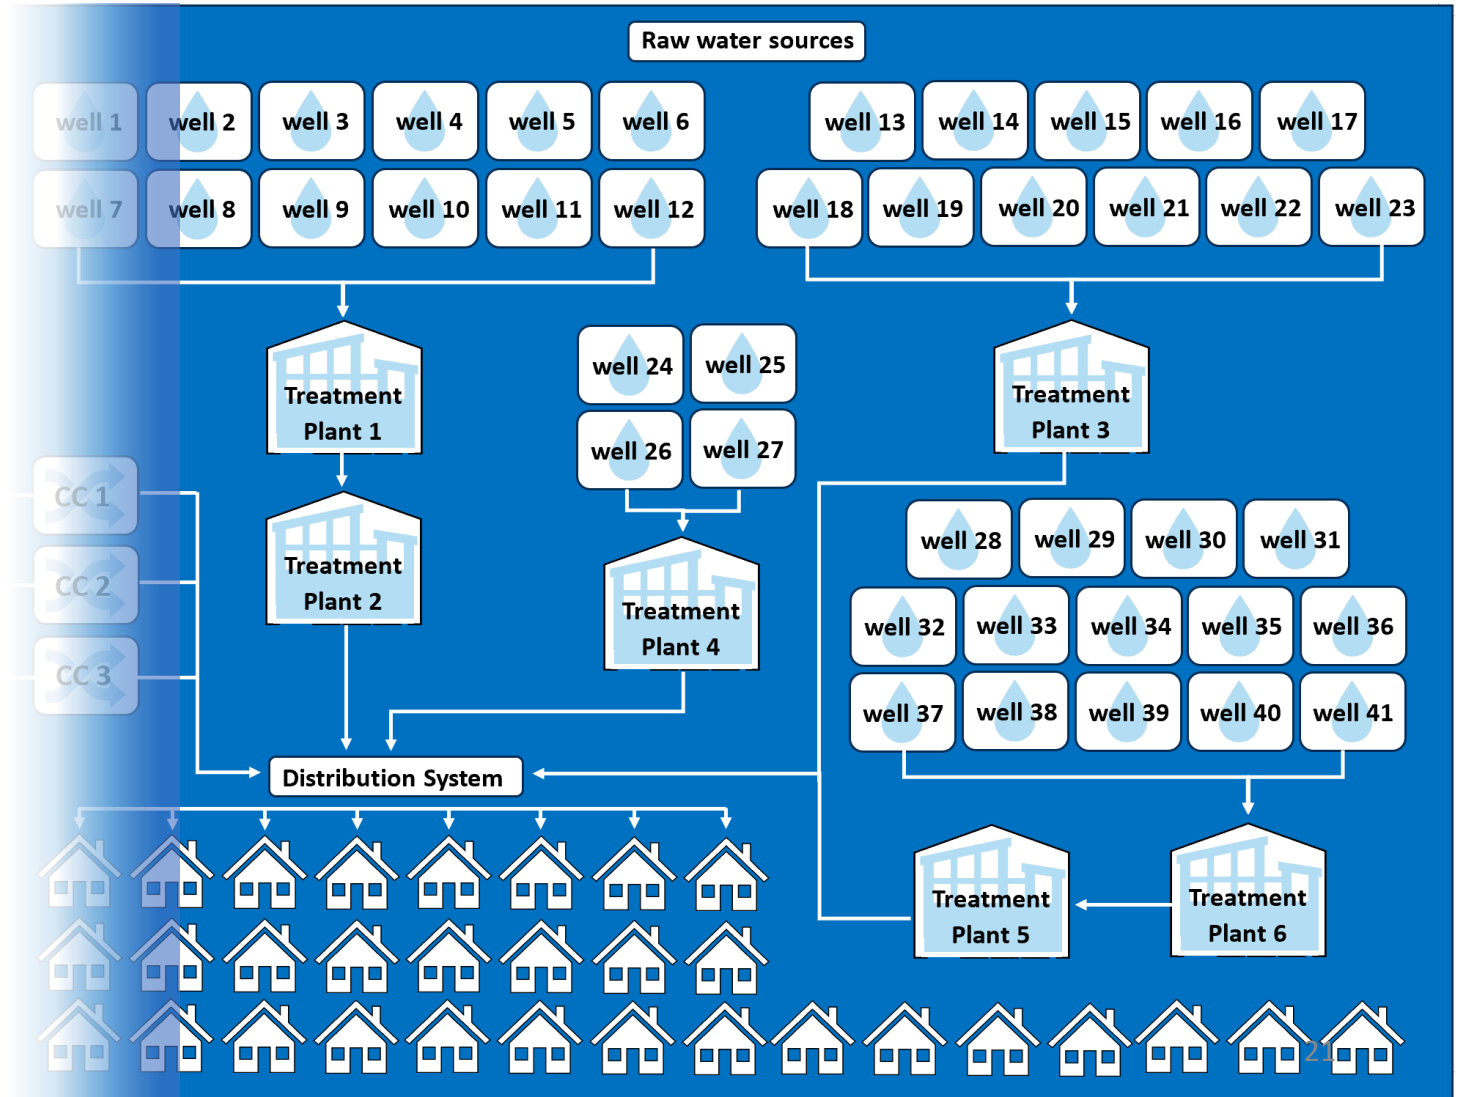 Raw water sources
well 1
well 2
well 3
well 4
well 5
well 6
well 7
well 8
well 9
well 10
well 11
well 12
well 13
well 14
well 15
well 16
well 17
well 18
well 19
well 20
well 21
well 22
well 23
Treatment
Plant 1
well 24
well 25
well 26
well 27
Treatment
Plant 3
CC 1
CC 2
CC 3
Treatment
Plant 2
Treatment
Plant 4
well 28
well 29
well 30
well 31
well 32
well 33
well 34
well 35
well 36
well 37
well 38
well 39
well 40
well 41
Distribution System
Treatment
Plant 5
Treatment
Plant 6
21